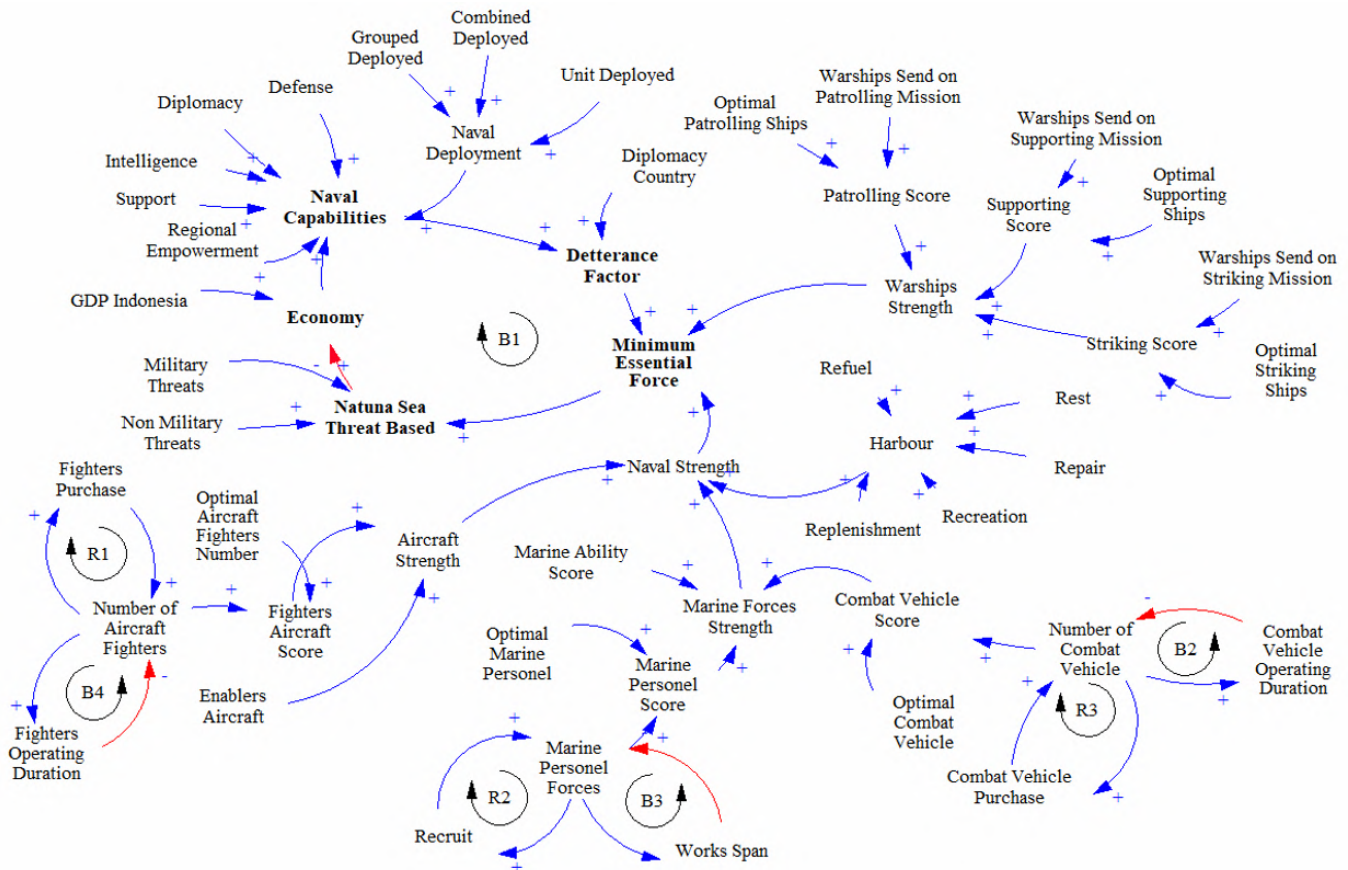 Combined
Deployed
Grouped
Deployed
Unit Deployed
Defense
Diplomacy
Intelligence
Support
Regional
Empowerment
Naval
Deployment
Naval
Capabilities
Diplomacy
Country
Detterance
Factor
Optimal
Patrolling Ships
Warships Send on
Patrolling Mission
Patrolling Score
Warships Send on
Supporting Mission
Optimal
Supporting
Ships
Supporting
Score
Warships Send on
Striking Mission
Warships
Strength
Striking Score
Optimal
Striking
Ships
GDP Indonesia
Economy
B1
Minimum
Essential
Force
Military
Threats
Non Military
Threats
Natuna Sea
Threat Based
Refuel
Rest
Harbour
Repair
Replenishment
Recreation
Naval Strength
Fighters
Purchase
R1
Optimal
Aircraft
Fighters
Number
Aircraft
Strength
Number of
Aircraft
Fighters
Fighters
Aircraft
Score
B4
Enablers
Aircraft
Fighters
Operating
Duration
Marine Ability
Score
Marine Forces
Strength
Combat Vehicle
Score
Optimal
Marine
Personel
Marine
Personel
Score
Optimal
Combat
Vehicle
Number of
Combat
Vehicle
B2
Combat
Vehicle
Operating
Duration
R3
Combat Vehicle
Purchase
Marine
Personel
Forces
R2
B3
Recruit
Works Span